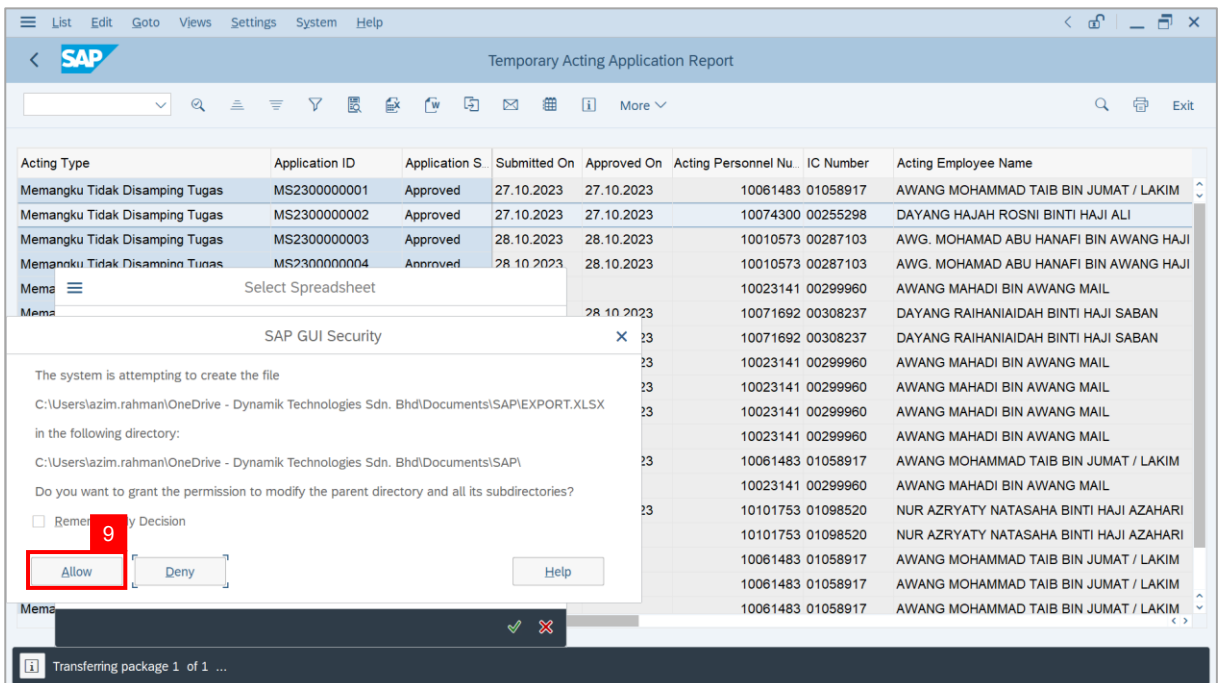 List Edit Goto Views Settings System Help
SAP Temporary Acting Application Report
More Exit
Acting Type Application ID Application S... Submitted On Approved On Acting Personnel Nu... IC Number Acting Employee Name
Memangku Tidak Disamping Tugas MS2300000001 Approved 27.10.2023 27.10.2023 10061483 01058917 AWANG MOHAMMAD TAIB BIN JUMAT / LAKIM
Memangku Tidak Disamping Tugas MS2300000002 Approved 27.10.2023 27.10.2023 10074300 00255298 DAYANG HAJAH ROSNI BINTI HAJI ALI
Memangku Tidak Disamping Tugas MS2300000003 Approved 28.10.2023 28.10.2023 10010573 00287103 AWG. MOHAMAD ABU HANAFI BIN AWANG HAJI
Memangku Tidak Disamping Tugas MS2300000004 Approved 28.10.2023 28.10.2023 10010573 00287103 AWG. MOHAMAD ABU HANAFI BIN AWANG HAJI
Mema 10023141 00299960 AWANG MAHADI BIN AWANG MAIL
Mema 28.10.2023 10071692 00308237 DAYANG RAIHANIAIDAH BINTI HAJI SABAN
23 10071692 00308237 DAYANG RAIHANIAIDAH BINTI HAJI SABAN
23 10023141 00299960 AWANG MAHADI BIN AWANG MAIL
23 10023141 00299960 AWANG MAHADI BIN AWANG MAIL
23 10023141 00299960 AWANG MAHADI BIN AWANG MAIL
10023141 00299960 AWANG MAHADI BIN AWANG MAIL
23 10061483 01058917 AWANG MOHAMMAD TAIB BIN JUMAT / LAKIM
10023141 00299960 AWANG MAHADI BIN AWANG MAIL
23 10101753 01098520 NUR AZRYATY NATASAHA BINTI HAJI AZAHARI
10101753 01098520 NUR AZRYATY NATASAHA BINTI HAJI AZAHARI
10061483 01058917 AWANG MOHAMMAD TAIB BIN JUMAT / LAKIM
10061483 01058917 AWANG MOHAMMAD TAIB BIN JUMAT / LAKIM
Mema 10061483 01058917 AWANG MOHAMMAD TAIB BIN JUMAT / LAKIM
Select Spreadsheet
SAP GUI Security
The system is attempting to create the file
C:\Users\azim.rahman\OneDrive - Dynamik Technologies Sdn. Bhd\Documents\SAP\EXPORT.XLSX
in the following directory:
C:\Users\azim.rahman\OneDrive - Dynamik Technologies Sdn. Bhd\Documents\SAP\
Do you want to grant the permission to modify the parent directory and all its subdirectories?
Remem y Decision
9
Allow Deny Help
Transferring package 1 of 1 ...